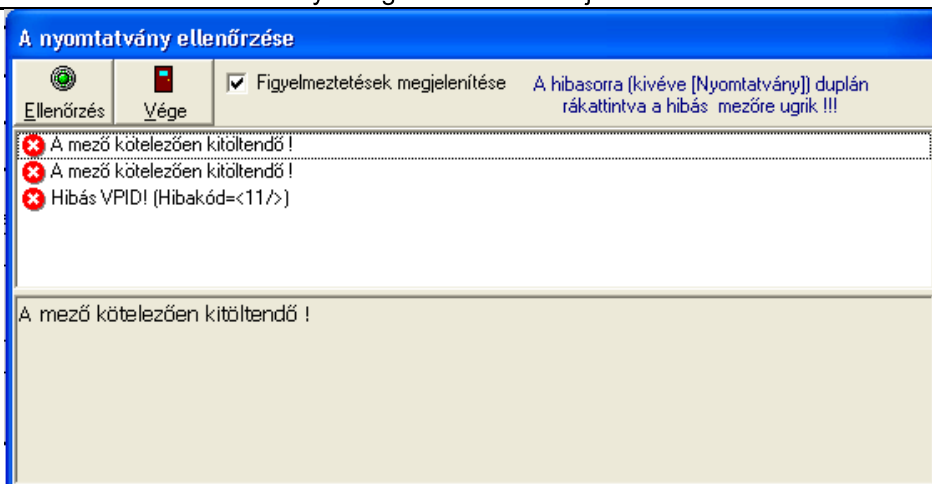 A nyomtatvány ellenőrzése
Ellenőrzés
Vége
Figyelmeztetések megjelenítése
A hibasorra (kivéve [Nyomtatvány]) duplán
rákattintva a hibás mezőre ugrik !!!
A mező kötelezően kitöltendő !
A mező kötelezően kitöltendő !
Hibás VPID! (Hibakód=<11/>)
A mező kötelezően kitöltendő !